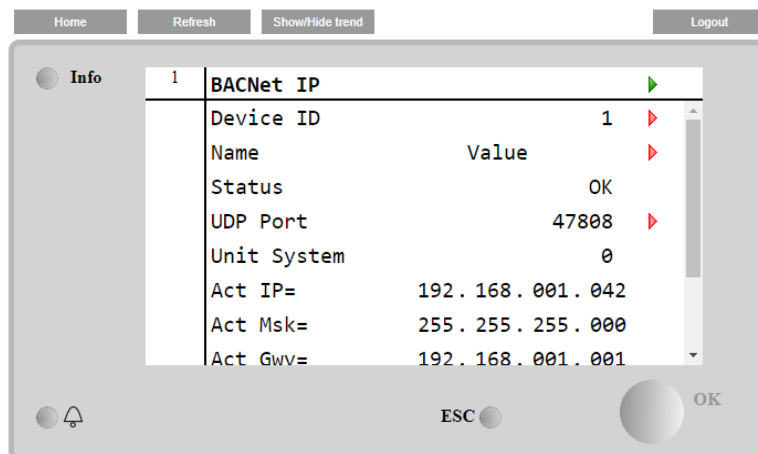 Home Refresh Show/Hide trend Logout
Info
1 BACNet IP
Device ID 1
Name Value
Status OK
UDP Port 47808
Unit System 0
Act IP= 192.168.001.042
Act Msk= 255.255.255.000
Act Gwy= 192.168.001.001
ESC
OK